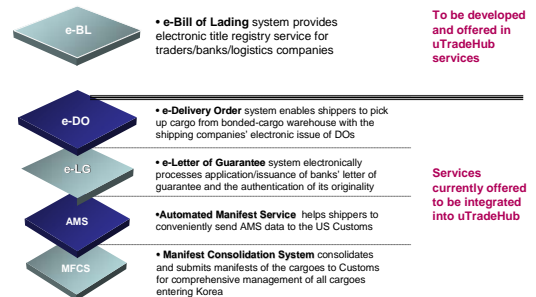 e-BL
• e-Bill of Lading system provides
electronic title registry service for
traders/banks/logistics companies
To be developed
and offered in
uTradeHub
services
e-DO
• e-Delivery Order system enables shippers to pick
up cargo from bonded-cargo warehouse with the
shipping companies' electronic issue of DOs
e-LG
• e-Letter of Guarantee system electronically
processes application/issuance of banks' letter of
guarantee and the authentication of its originality
Services
currently offered
to be integrated
into uTradeHub
AMS
•Automated Manifest Service helps shippers to
conveniently send AMS data to the US Customs
MFCS
• Manifest Consolidation System consolidates
and submits manifests of the cargoes to Customs
for comprehensive management of all cargoes
entering Korea